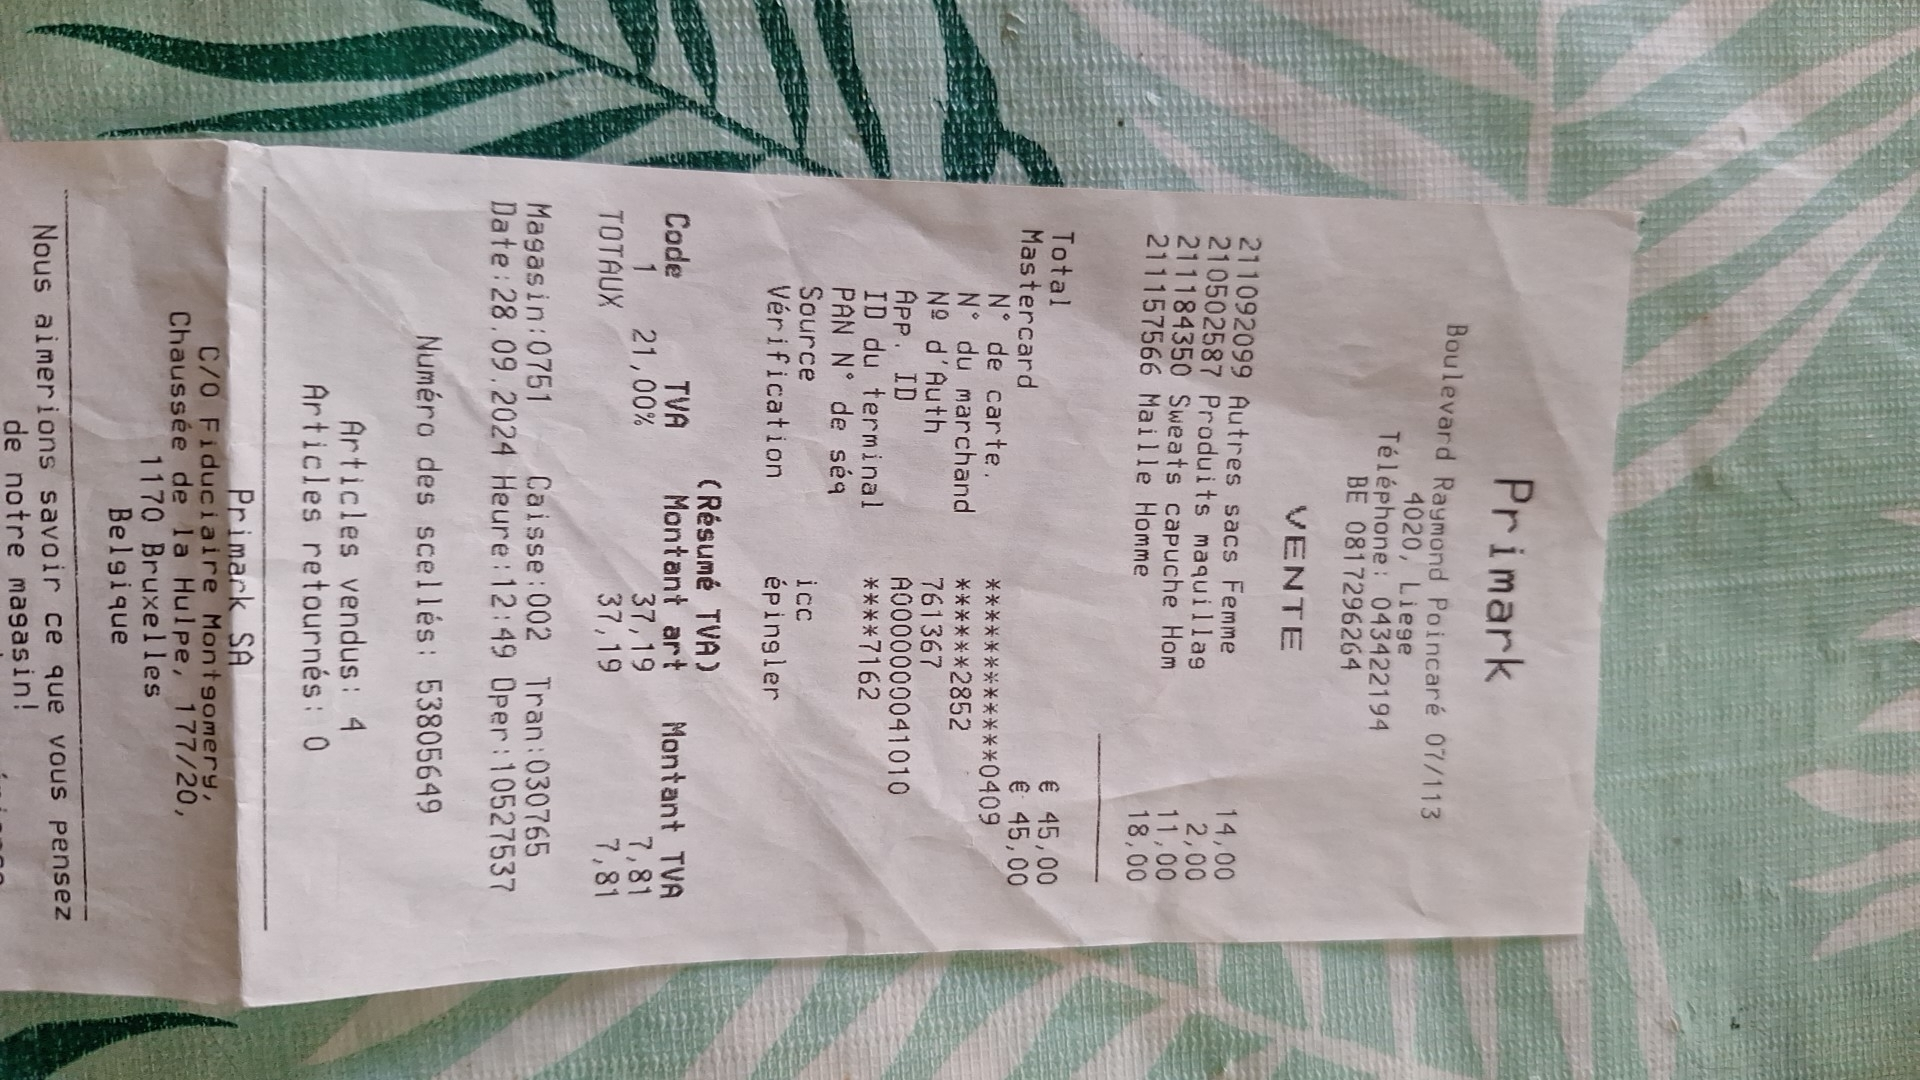 Primark
Boulevard Raymond Poincaré 07/113
4020, Liege
Téléphone: 043422194
BE 0817296264
VENTE
211092099 Autres sacs Femme 14,00
210502587 Produits maquillag 2,00
211184350 Sweats capuche Hom 11,00
211157566 Maille Homme 18,00
Total € 45,00
Mastercard € 45,00
N° de carte. ************0409
N° du marchand ******2852
Nº d'Auth 761367
APP. ID A0000000041010
ID du terminal ****7162
PAN N° de séq
Source icc
Vérification épingler
(Résumé TVA)
Code TVA Montant art Montant TVA
1 21,00% 37,19 7,81
TOTAUX 37,19 7,81
Magasin:0751 Caisse:002 Tran:030765
Date:28.09.2024 Heure:12:49 Oper:10527537
Numéro des scellés: 53805649
Articles vendus: 4
Articles retournés: 0
Primark SA
C/O Fiduciaire Montgomery,
Chaussée de la Hulpe, 177/20,
1170 Bruxelles
Belgique
Nous aimerions savoir ce que vous pensez
de notre magasin!